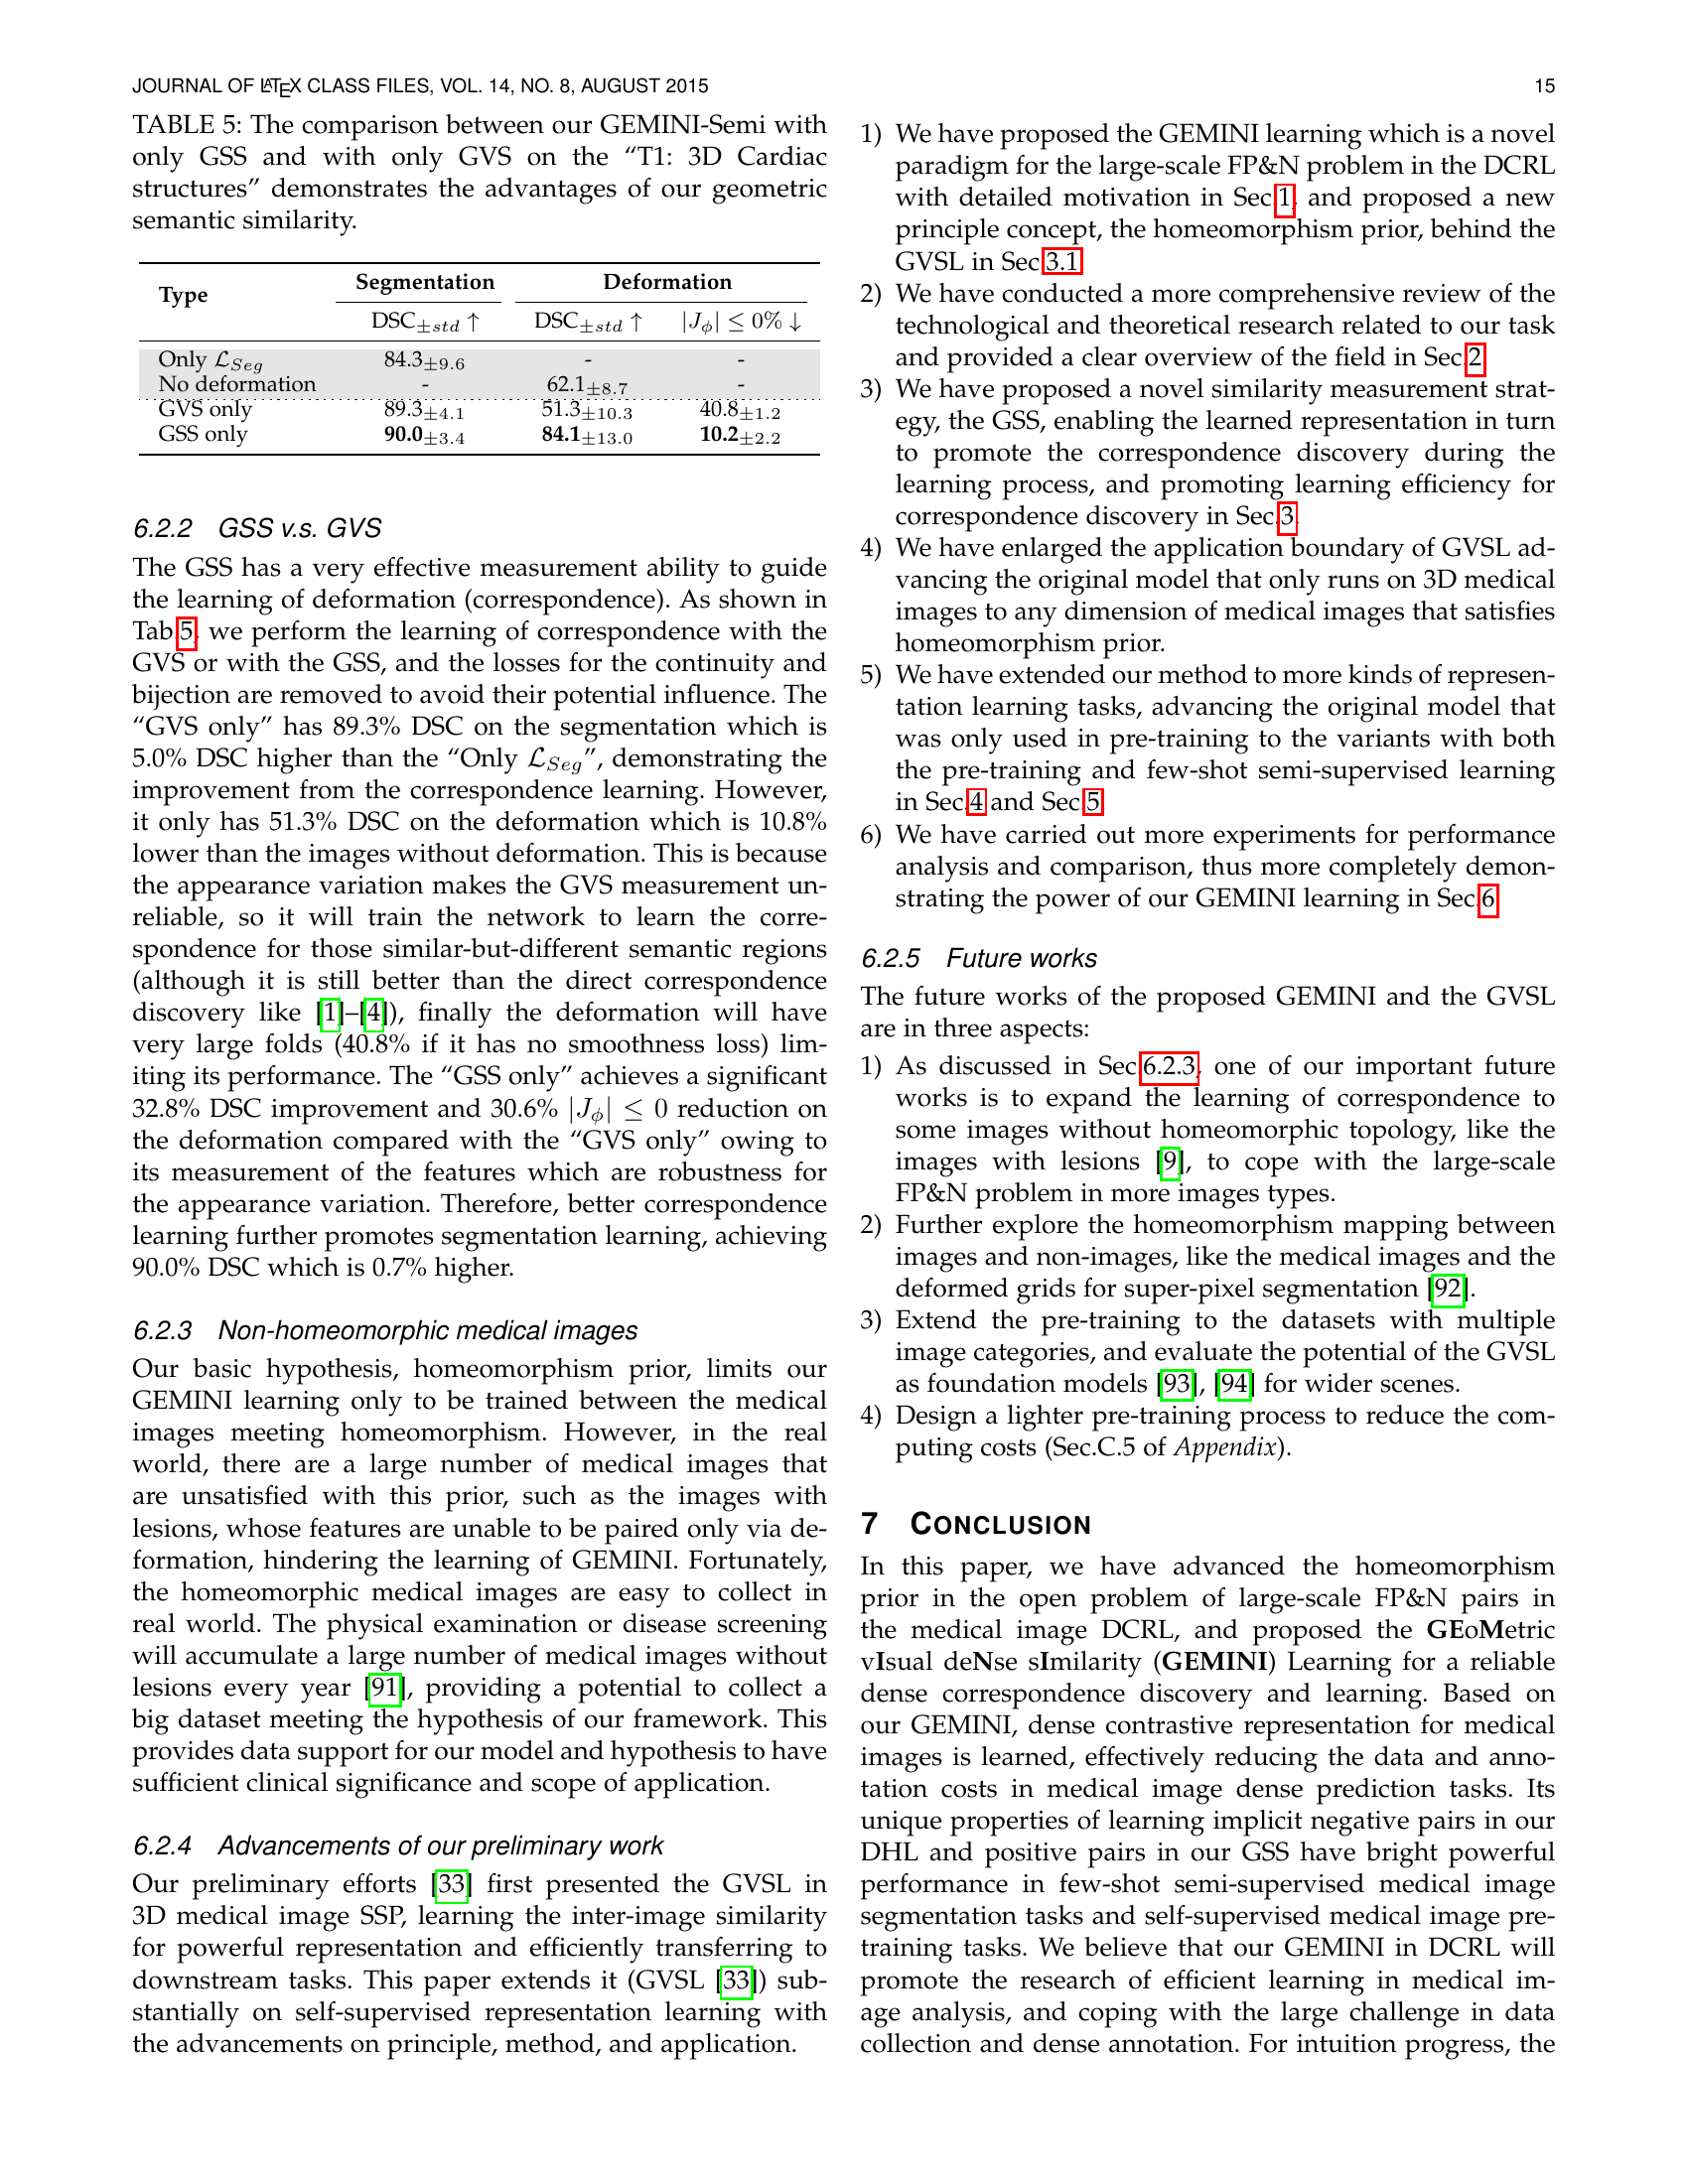 JOURNAL OF LATEX CLASS FILES, VOL. 14, NO. 8, AUGUST 2015
15
TABLE 5: The comparison between our GEMINI-Semi with
only GSS and with only GVS on the “T1: 3D Cardiac
structures” demonstrates the advantages of our geometric
semantic similarity.
Type Segmentation Deformation
DSC±std ↑ DSC±std ↑ |Jϕ| ≤ 0% ↓
Only LSeg 84.3±9.6 - -
No deformation - 62.1±8.7 -
GVS only 89.3±4.1 51.3±10.3 40.8±1.2
GSS only 90.0±3.4 84.1±13.0 10.2±2.2
6.2.2 GSS v.s. GVS
The GSS has a very effective measurement ability to guide
the learning of deformation (correspondence). As shown in
Tab.5, we perform the learning of correspondence with the
GVS or with the GSS, and the losses for the continuity and
bijection are removed to avoid their potential influence. The
“GVS only” has 89.3% DSC on the segmentation which is
5.0% DSC higher than the “Only LSeg”, demonstrating the
improvement from the correspondence learning. However,
it only has 51.3% DSC on the deformation which is 10.8%
lower than the images without deformation. This is because
the appearance variation makes the GVS measurement un-
reliable, so it will train the network to learn the corre-
spondence for those similar-but-different semantic regions
(although it is still better than the direct correspondence
discovery like [1]–[4]), finally the deformation will have
very large folds (40.8% if it has no smoothness loss) lim-
iting its performance. The “GSS only” achieves a significant
32.8% DSC improvement and 30.6% |Jϕ| ≤ 0 reduction on
the deformation compared with the “GVS only” owing to
its measurement of the features which are robustness for
the appearance variation. Therefore, better correspondence
learning further promotes segmentation learning, achieving
90.0% DSC which is 0.7% higher.
6.2.3 Non-homeomorphic medical images
Our basic hypothesis, homeomorphism prior, limits our
GEMINI learning only to be trained between the medical
images meeting homeomorphism. However, in the real
world, there are a large number of medical images that
are unsatisfied with this prior, such as the images with
lesions, whose features are unable to be paired only via de-
formation, hindering the learning of GEMINI. Fortunately,
the homeomorphic medical images are easy to collect in
real world. The physical examination or disease screening
will accumulate a large number of medical images without
lesions every year [91], providing a potential to collect a
big dataset meeting the hypothesis of our framework. This
provides data support for our model and hypothesis to have
sufficient clinical significance and scope of application.
6.2.4 Advancements of our preliminary work
Our preliminary efforts [33] first presented the GVSL in
3D medical image SSP, learning the inter-image similarity
for powerful representation and efficiently transferring to
downstream tasks. This paper extends it (GVSL [33]) sub-
stantially on self-supervised representation learning with
the advancements on principle, method, and application.
1) We have proposed the GEMINI learning which is a novel
paradigm for the large-scale FP&N problem in the DCRL
with detailed motivation in Sec.1, and proposed a new
principle concept, the homeomorphism prior, behind the
GVSL in Sec.3.1.
2) We have conducted a more comprehensive review of the
technological and theoretical research related to our task
and provided a clear overview of the field in Sec.2.
3) We have proposed a novel similarity measurement strat-
egy, the GSS, enabling the learned representation in turn
to promote the correspondence discovery during the
learning process, and promoting learning efficiency for
correspondence discovery in Sec.3.
4) We have enlarged the application boundary of GVSL ad-
vancing the original model that only runs on 3D medical
images to any dimension of medical images that satisfies
homeomorphism prior.
5) We have extended our method to more kinds of represen-
tation learning tasks, advancing the original model that
was only used in pre-training to the variants with both
the pre-training and few-shot semi-supervised learning
in Sec.4 and Sec.5.
6) We have carried out more experiments for performance
analysis and comparison, thus more completely demon-
strating the power of our GEMINI learning in Sec.6.
6.2.5 Future works
The future works of the proposed GEMINI and the GVSL
are in three aspects:
1) As discussed in Sec.6.2.3, one of our important future
works is to expand the learning of correspondence to
some images without homeomorphic topology, like the
images with lesions [9], to cope with the large-scale
FP&N problem in more images types.
2) Further explore the homeomorphism mapping between
images and non-images, like the medical images and the
deformed grids for super-pixel segmentation [92].
3) Extend the pre-training to the datasets with multiple
image categories, and evaluate the potential of the GVSL
as foundation models [93], [94] for wider scenes.
4) Design a lighter pre-training process to reduce the com-
puting costs (Sec.C.5 of Appendix).
7 CONCLUSION
In this paper, we have advanced the homeomorphism
prior in the open problem of large-scale FP&N pairs in
the medical image DCRL, and proposed the GEoMetric
vIsual deNse sImilarity (GEMINI) Learning for a reliable
dense correspondence discovery and learning. Based on
our GEMINI, dense contrastive representation for medical
images is learned, effectively reducing the data and anno-
tation costs in medical image dense prediction tasks. Its
unique properties of learning implicit negative pairs in our
DHL and positive pairs in our GSS have bright powerful
performance in few-shot semi-supervised medical image
segmentation tasks and self-supervised medical image pre-
training tasks. We believe that our GEMINI in DCRL will
promote the research of efficient learning in medical im-
age analysis, and coping with the large challenge in data
collection and dense annotation. For intuition progress, the